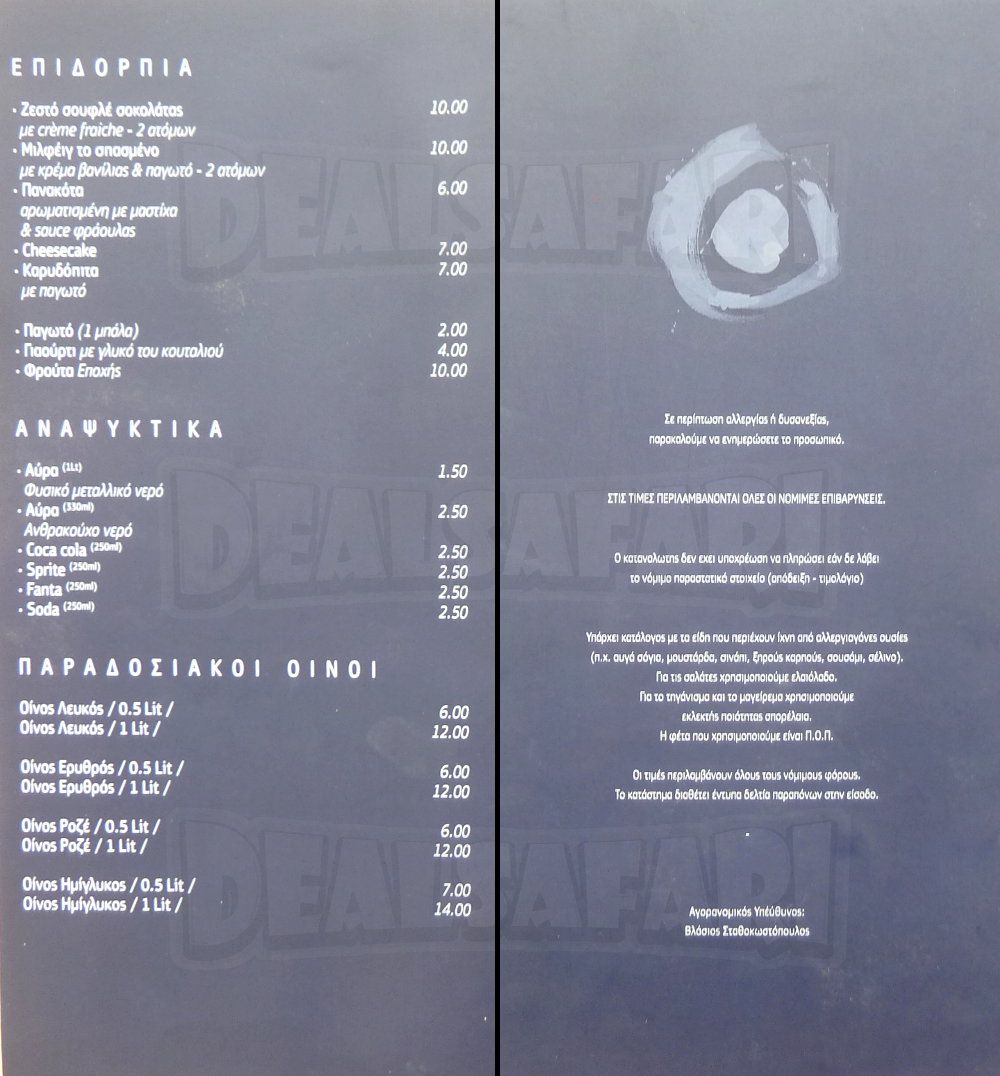 ΕΠΙΔΟΡΠΙΑ
· Ζεστό σουφλέ σοκολάτας 10.00
με crème fraiche - 2 ατόμων
· Μιλφέιγ το σπασμένο 10.00
με κρέμα βανίλιας & παγωτό - 2 ατόμων
· Πανακότα 6.00
αρωματισμένη με μαστίχα
& sauce φράουλας
· Cheesecake 7.00
· Καρυδόπιτα 7.00
με παγωτό
· Παγωτό (1 μπάλα) 2.00
· Γιαούρτι με γλυκό του κουταλιού 4.00
· Φρούτα Εποχής 10.00
ΑΝΑΨΥΚΤΙΚΑ
· Αύρα (1Lt) 1.50
Φυσικό μεταλλικό νερό
· Αύρα (330ml) 2.50
Ανθρακούχο νερό
· Coca cola (250ml) 2.50
· Sprite (250ml) 2.50
· Fanta (250ml) 2.50
· Soda (250ml) 2.50
ΠΑΡΑΔΟΣΙΑΚΟΙ ΟΙΝΟΙ
Οίνος Λευκός / 0.5 Lit / 6.00
Οίνος Λευκός / 1 Lit / 12.00
Οίνος Ερυθρός / 0.5 Lit / 6.00
Οίνος Ερυθρός / 1 Lit / 12.00
Οίνος Ροζέ / 0.5 Lit / 6.00
Οίνος Ροζέ / 1 Lit / 12.00
Οίνος Ημίγλυκος / 0.5 Lit / 7.00
Οίνος Ημίγλυκος / 1 Lit / 14.00
Σε περίπτωση αλλεργίας ή δυσανεξίας,
παρακαλούμε να ενημερώσετε το προσωπικό.
ΣΤΙΣ ΤΙΜΕΣ ΠΕΡΙΛΑΜΒΑΝΟΝΤΑΙ ΟΛΕΣ ΟΙ ΝΟΜΙΜΕΣ ΕΠΙΒΑΡΥΝΣΕΙΣ.
Ο καταναλωτης δεν εχει υποχρέωση να πληρώσει εάν δε λάβει
το νόμιμο παραστατικό στοιχείο (απόδειξη - τιμολόγιο)
Υπάρχει κατάλογος με τα είδη που περιέχουν ίχνη από αλλεργιογόνες ουσίες
(π.χ. αυγά σόγια, μουστάρδα, σινάπι, ξηρούς καρπούς, σουσάμι, σέλινο).
Για τις σαλάτες χρησιμοποιούμε ελαιόλαδο.
Για το τηγάνισμα και το μαγείρεμα χρησιμοποιούμε
εκλεκτής ποιότητας σπορέλαια.
Η φέτα που χρησιμοποιούμε είναι Π.Ο.Π.
Οι τιμές περιλαμβάνουν όλους τους νόμιμους φόρους.
Το κατάστημα διαθέτει έντυπα δελτία παραπόνων στην είσοδο.
Αγορανομικός Υπέύθυνος:
Βλάσιος Σταθακωστόπουλος
DEALSAFARI
DEALSAFARI
DEALSAFARI